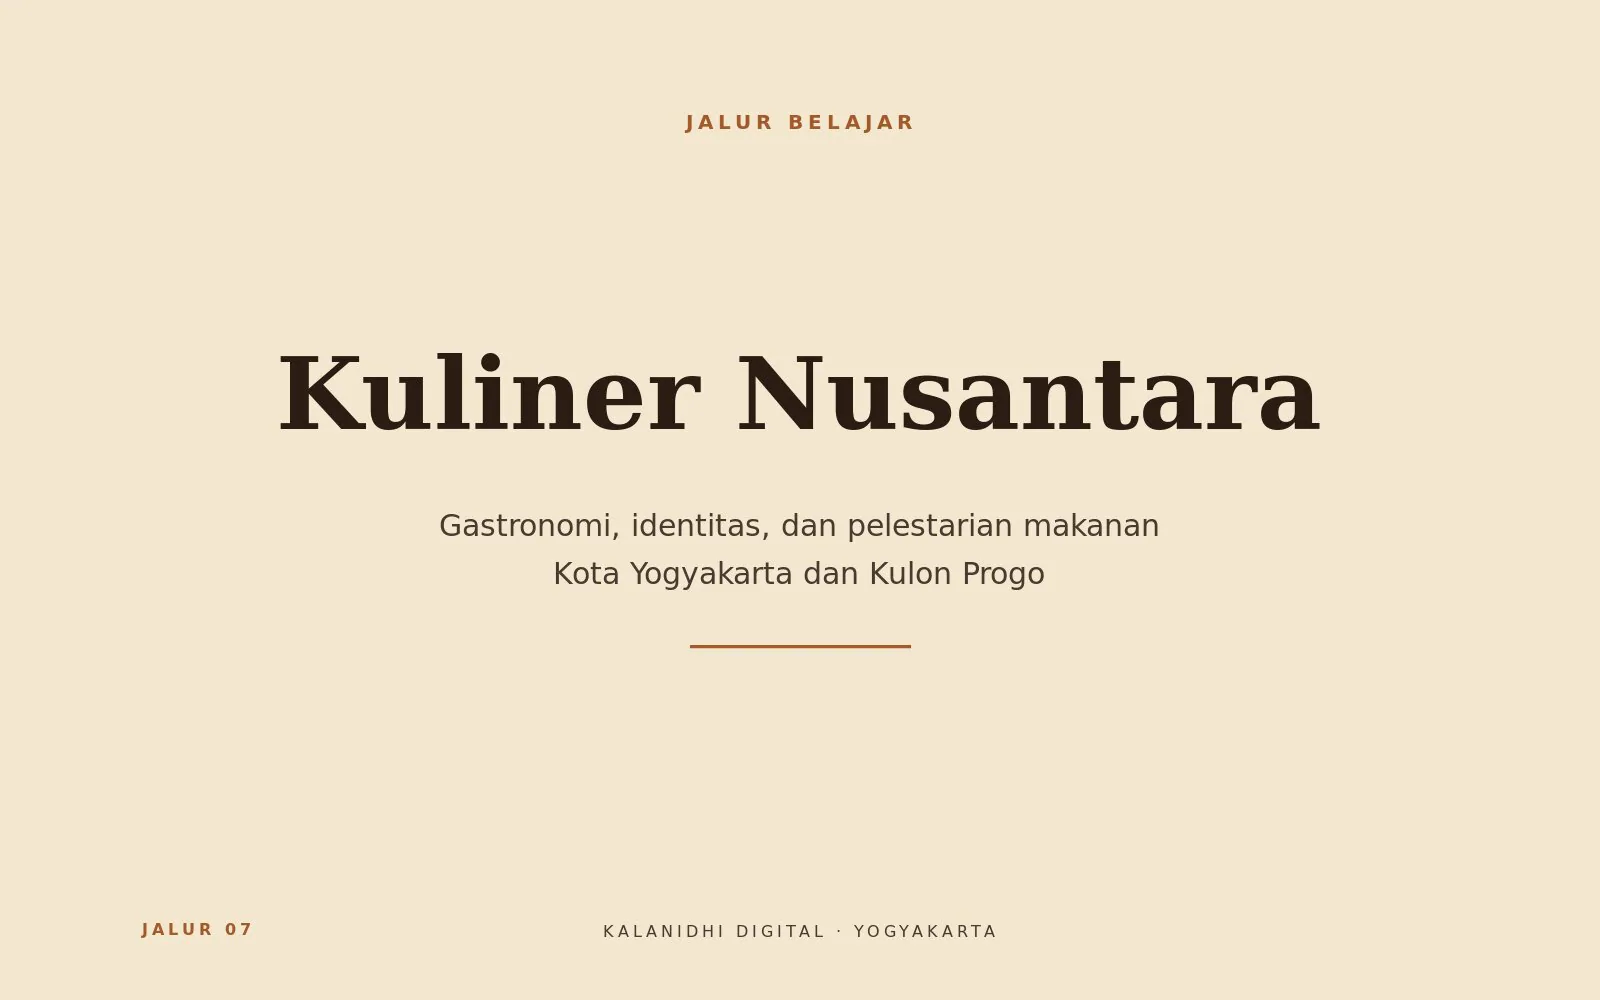 JALUR BELAJAR
Kuliner Nusantara
Gastronomi, identitas, dan pelestarian makanan
Kota Yogyakarta dan Kulon Progo
JALUR 07
KALANIDHI DIGITAL · YOGYAKARTA